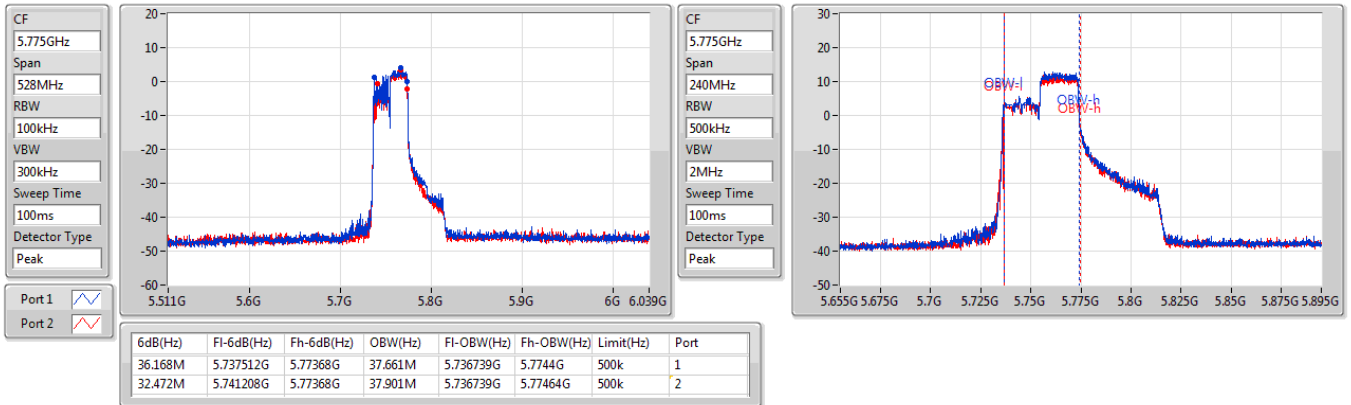 CF
5.775GHz
Span
528MHz
RBW
100kHz
VBW
300kHz
Sweep Time
100ms
Detector Type
Peak
Port 1
Port 2
20
10
0
-10
-20
-30
-40
-50
-60
5.511G 5.6G 5.7G 5.8G 5.9G 6G 6.039G
CF
5.775GHz
Span
240MHz
RBW
500kHz
VBW
2MHz
Sweep Time
100ms
Detector Type
Peak
30
20
10
0
-10
-20
-30
-40
-50
OBW-l
OBW-l
OBW-h
OBW-h
5.655G 5.675G 5.7G 5.725G 5.75G 5.775G 5.8G 5.825G 5.85G 5.875G 5.895G
6dB(Hz) Fl-6dB(Hz) Fh-6dB(Hz) OBW(Hz) Fl-OBW(Hz) Fh-OBW(Hz) Limit(Hz) Port
36.168M 5.737512G 5.77368G 37.661M 5.736739G 5.7744G 500k 1
32.472M 5.741208G 5.77368G 37.901M 5.736739G 5.77464G 500k 2